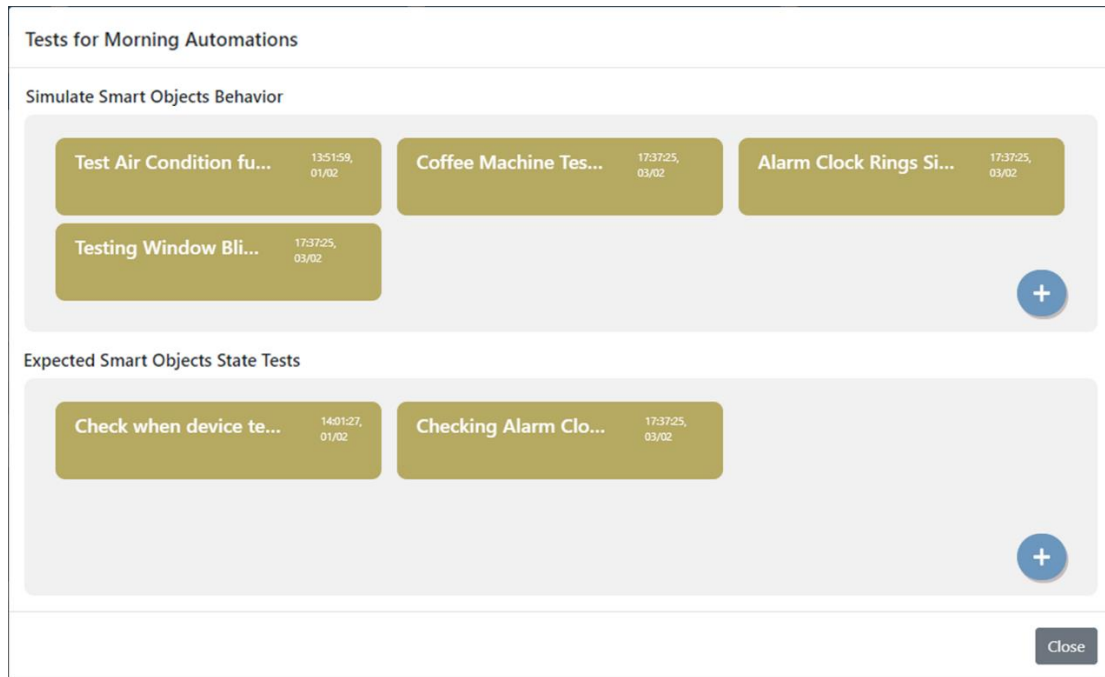 Tests for Morning Automations
Simulate Smart Objects Behavior
Test Air Condition fu...
13:51:59,
01/02
Coffee Machine Tes...
17:37:25,
03/02
Alarm Clock Rings Si...
17:37:25,
03/02
Testing Window Bli...
17:37:25,
03/02
+
Expected Smart Objects State Tests
Check when device te...
14:01:27,
01/02
Checking Alarm Clo...
17:37:25,
03/02
+
Close